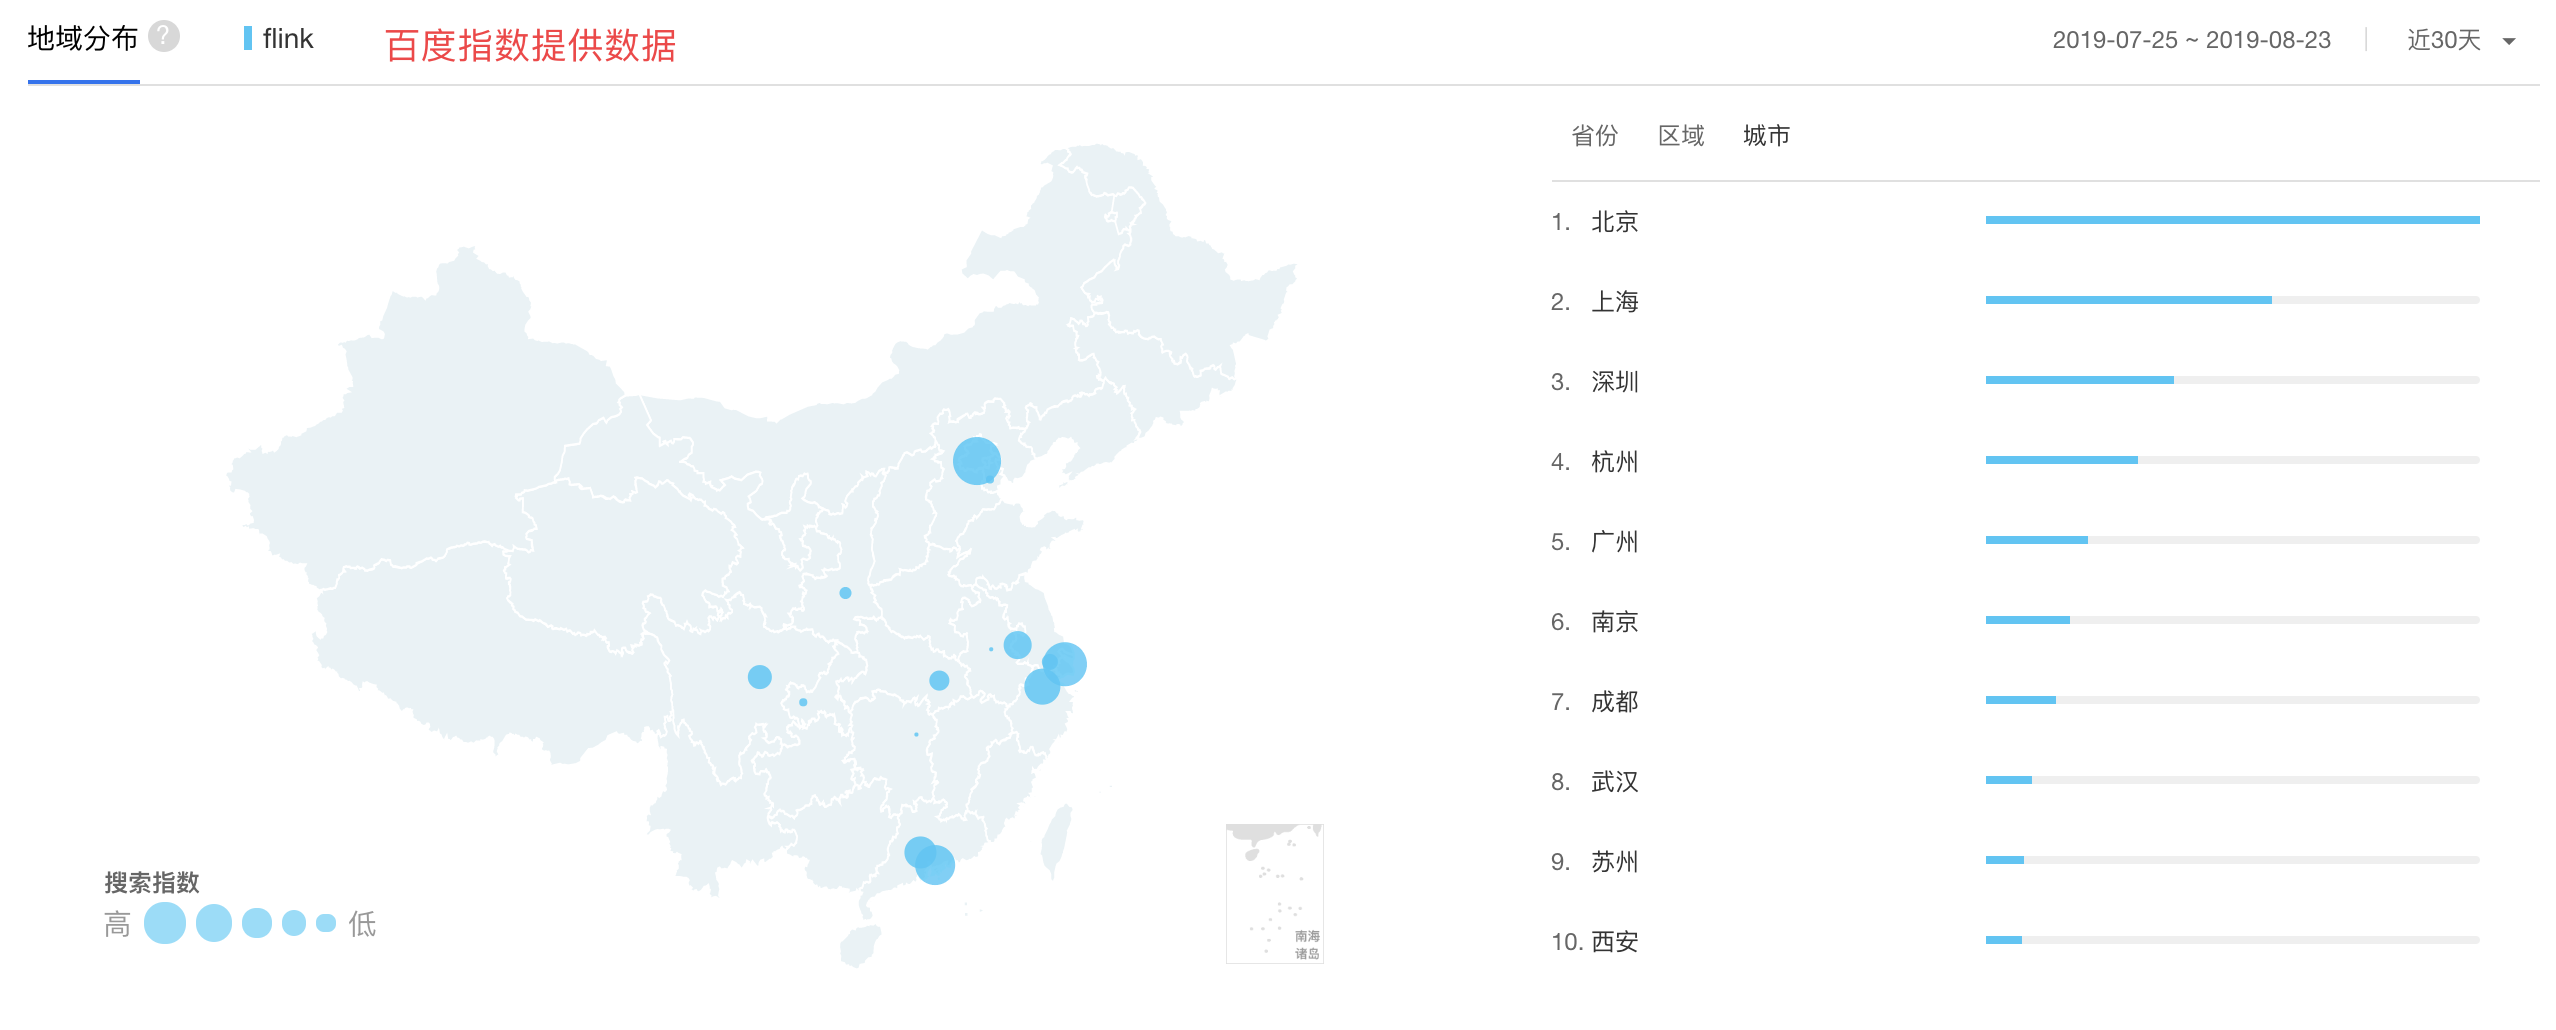 地域分布 ? flink 百度指数提供数据 2019-07-25 ~ 2019-08-23 近30天
省份 区域 城市
1. 北京
2. 上海
3. 深圳
4. 杭州
5. 广州
6. 南京
7. 成都
8. 武汉
9. 苏州
10. 西安
搜索指数
高 低
南海
诸岛